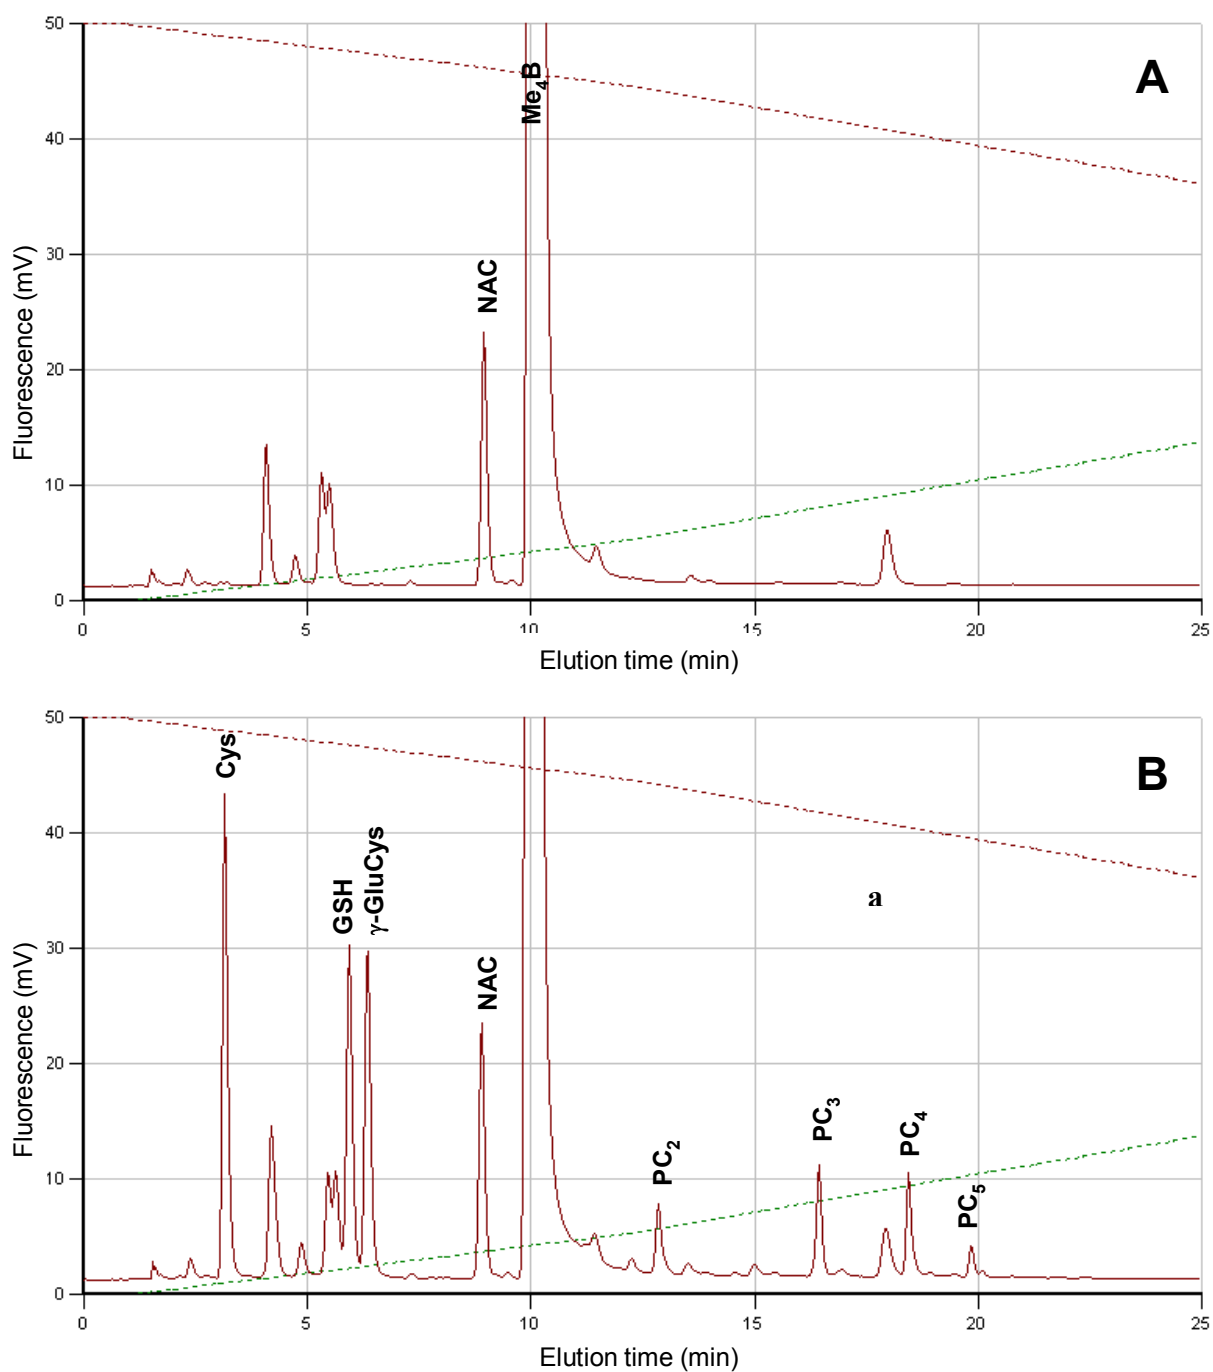 A
50
40
30
20
10
0
Fluorescence (mV)
NAC
Me₄B
0 5 10 15 20 25
Elution time (min)
B
50
40
30
20
10
0
Fluorescence (mV)
Cys
GSH
γ-GluCys
NAC
a
PC₂
PC₃
PC₄
PC₅
0 5 10 15 20 25
Elution time (min)